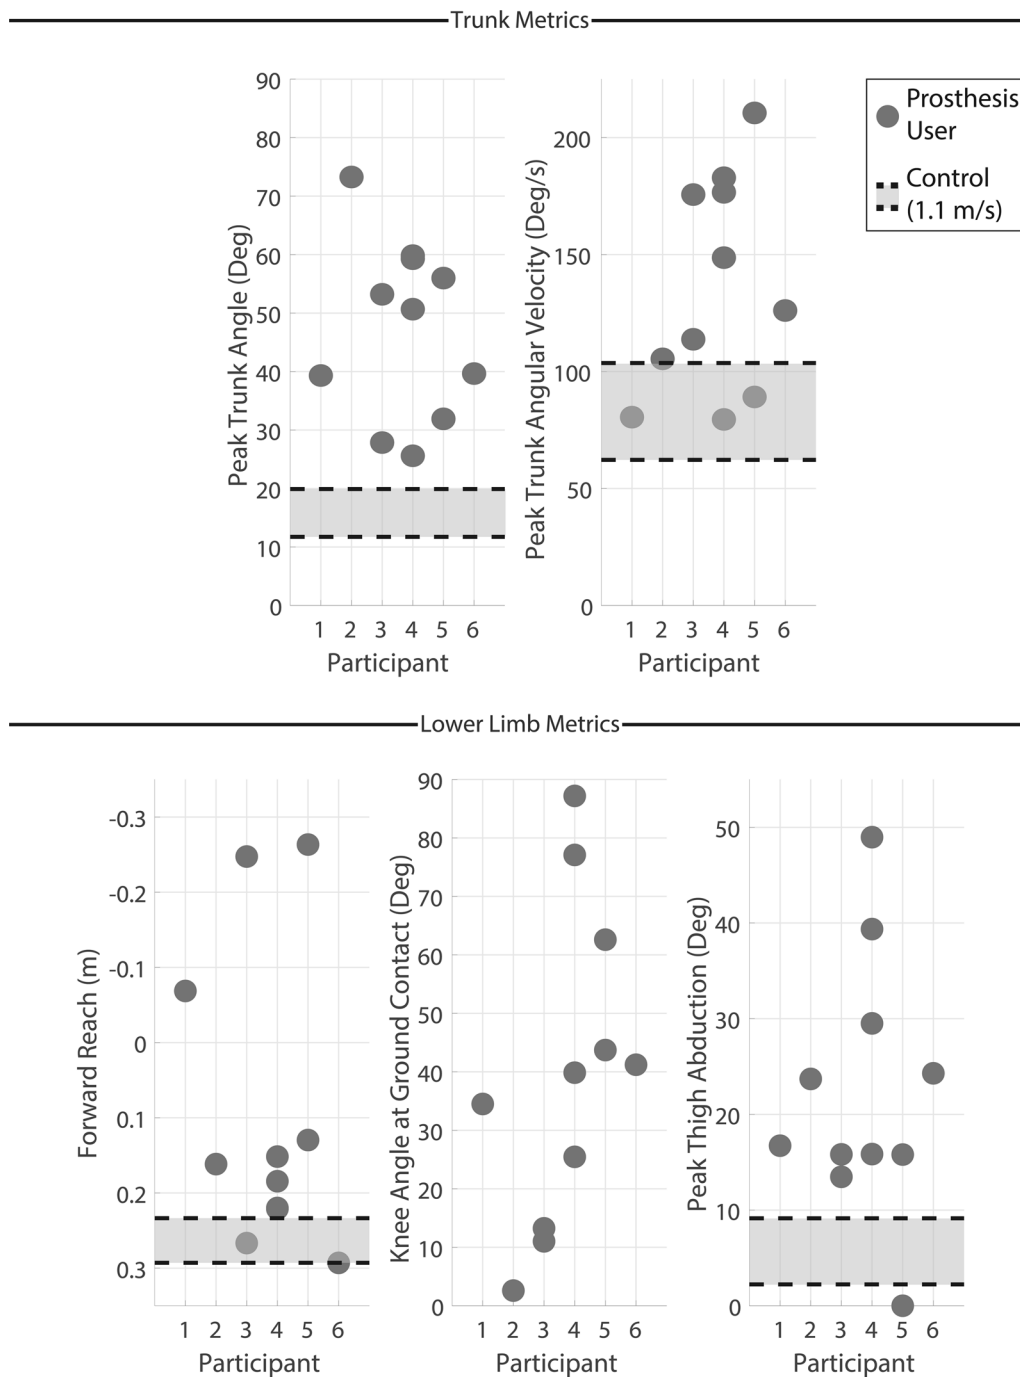 Trunk Metrics
Peak Trunk Angle (Deg)
90
80
70
60
50
40
30
20
10
0
1 2 3 4 5 6
Participant
Peak Trunk Angular Velocity (Deg/s)
200
150
100
50
0
1 2 3 4 5 6
Participant
Prosthesis
User
Control
(1.1 m/s)
Lower Limb Metrics
Forward Reach (m)
-0.3
-0.2
-0.1
0
0.1
0.2
0.3
1 2 3 4 5 6
Participant
Knee Angle at Ground Contact (Deg)
90
80
70
60
50
40
30
20
10
0
1 2 3 4 5 6
Participant
Peak Thigh Abduction (Deg)
50
40
30
20
10
0
1 2 3 4 5 6
Participant